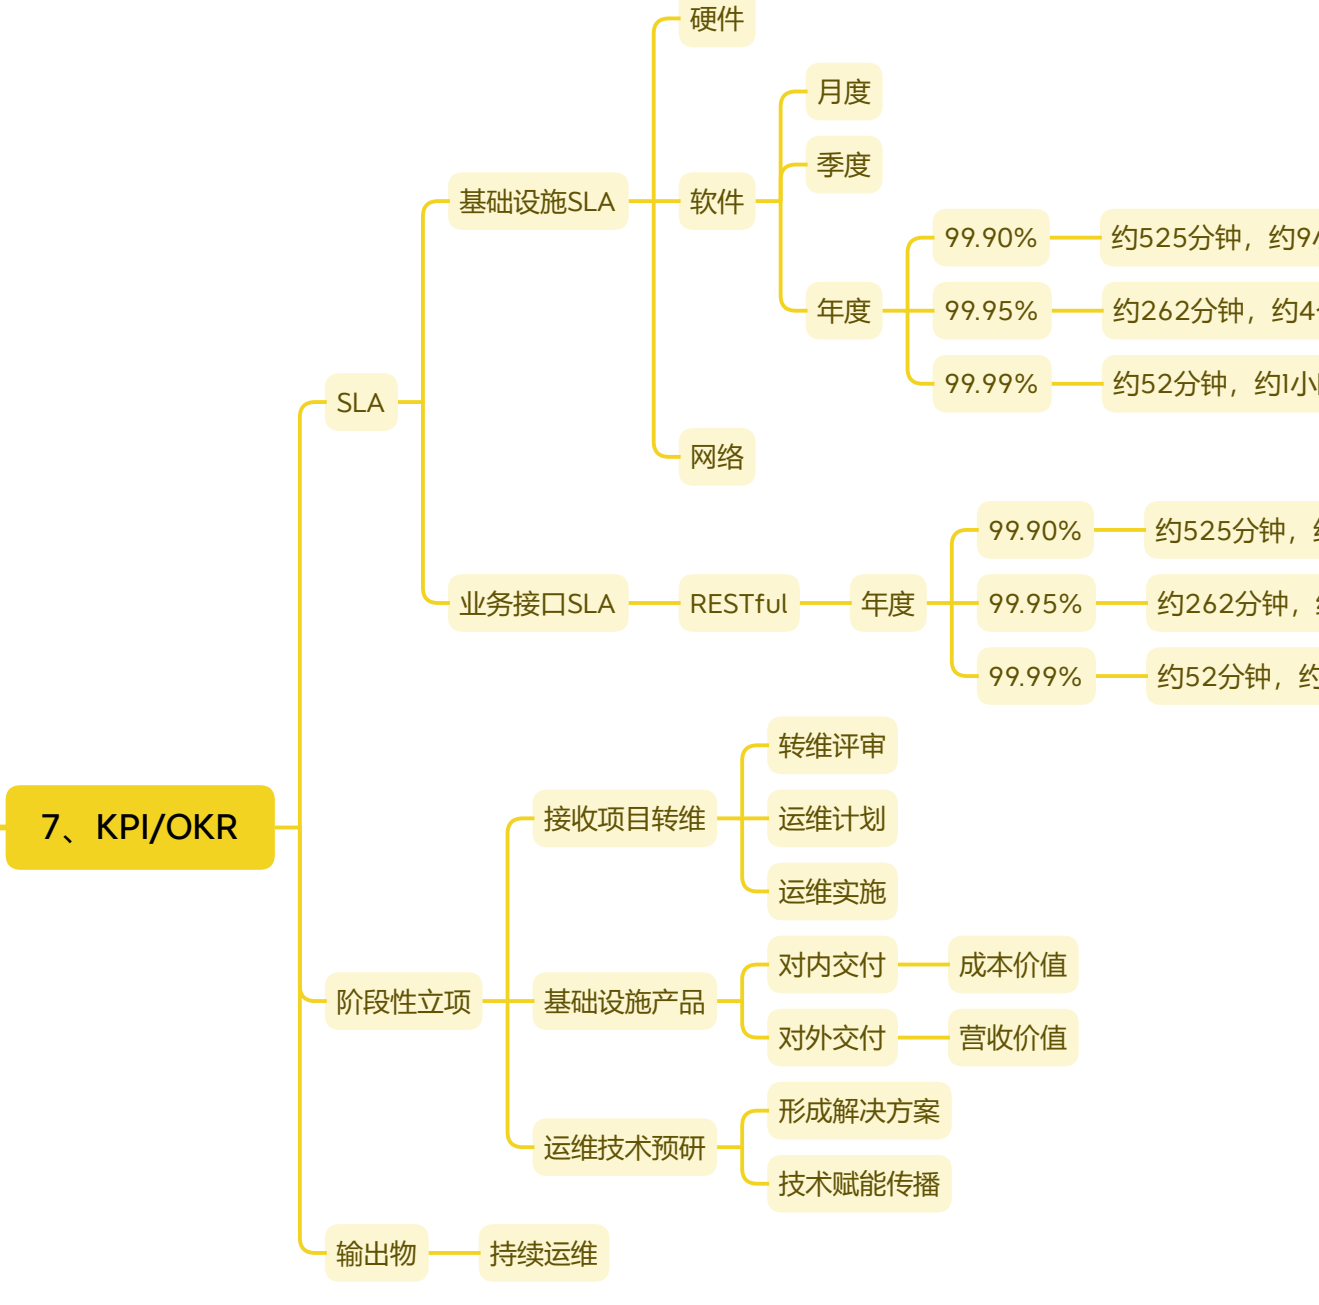 硬件
月度
季度
基础设施SLA
软件
99.90%
约525分钟，约9
年度
99.95%
约262分钟，约4
99.99%
约52分钟，约1小
SLA
网络
99.90%
约525分钟，
业务接口SLA
RESTful
年度
99.95%
约262分钟，
99.99%
约52分钟，约
7、KPI/OKR
转维评审
接收项目转维
运维计划
运维实施
阶段性立项
基础设施产品
对内交付
成本价值
对外交付
营收价值
运维技术预研
形成解决方案
技术赋能传播
输出物
持续运维